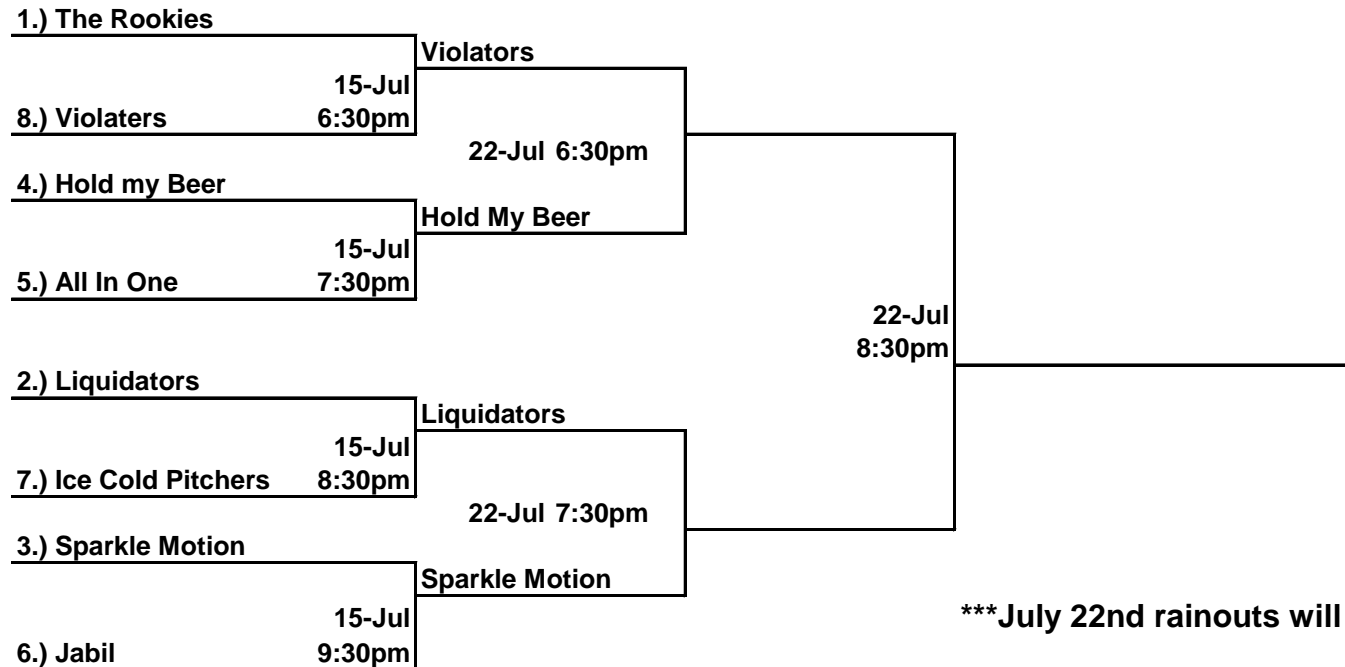 1.) The Rookies
Violators
15-Jul
8.) Violaters 6:30pm
22-Jul 6:30pm
4.) Hold my Beer
Hold My Beer
15-Jul
5.) All In One 7:30pm
22-Jul
8:30pm
2.) Liquidators
Liquidators
15-Jul
7.) Ice Cold Pitchers 8:30pm
22-Jul 7:30pm
3.) Sparkle Motion
Sparkle Motion
15-Jul
***July 22nd rainouts will
6.) Jabil 9:30pm